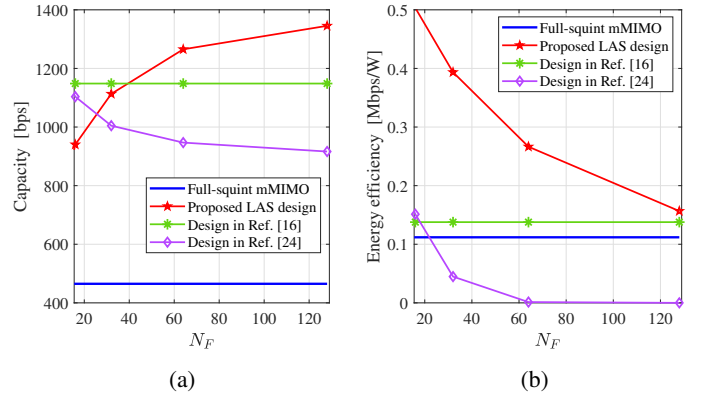 1400
1200
1000
800
600
400
Capacity [bps]
Full-squint mMIMO
Proposed LAS design
Design in Ref. [16]
Design in Ref. [24]
20 40 60 80 100 120
N_F
(a)
0.5
0.4
0.3
0.2
0.1
0
Energy efficiency [Mbps/W]
Full-squint mMIMO
Proposed LAS design
Design in Ref. [16]
Design in Ref. [24]
20 40 60 80 100 120
N_F
(b)